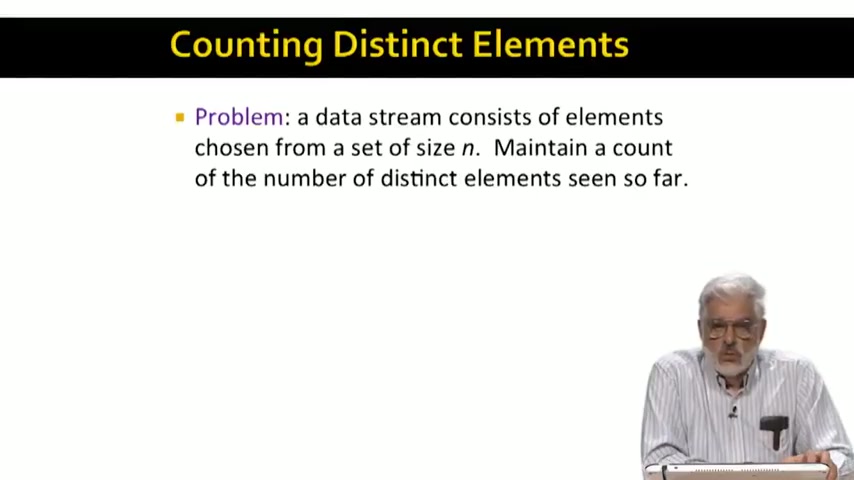 Counting Distinct Elements
Problem: a data stream consists of elements
chosen from a set of size n. Maintain a count
of the number of distinct elements seen so far.